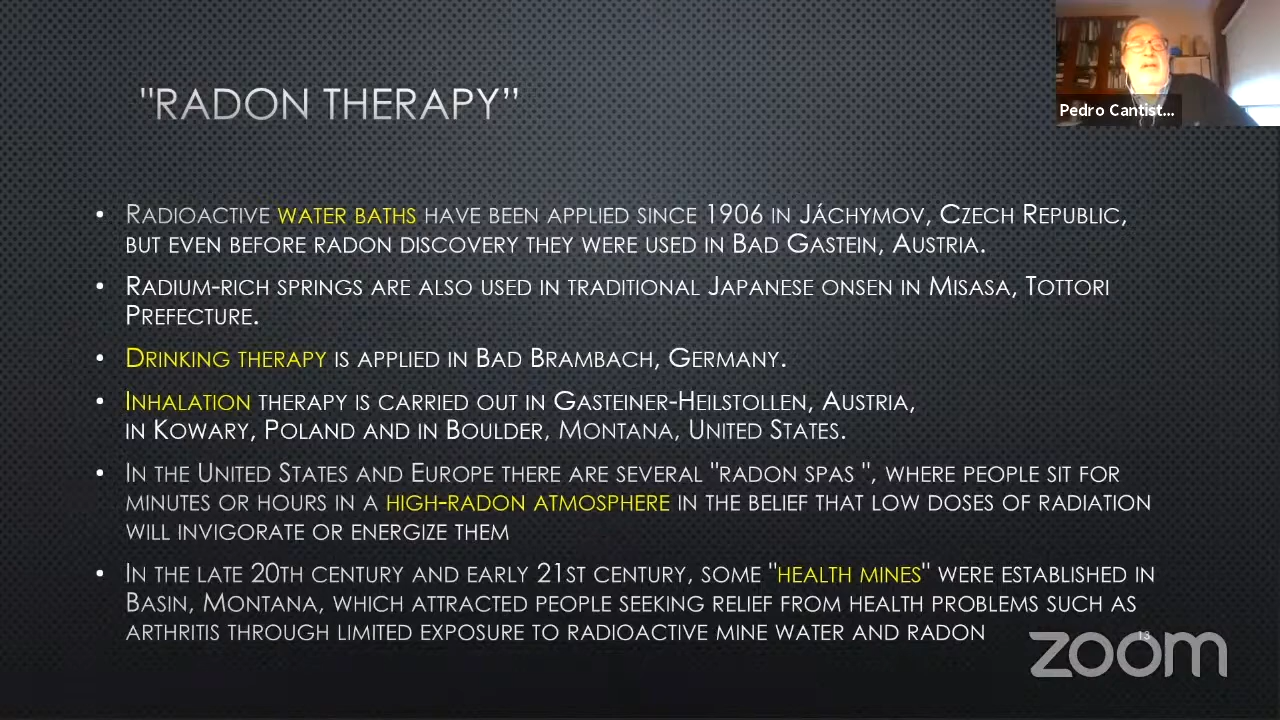 "RADON THERAPY”
Pedro Cantist...
• RADIOACTIVE WATER BATHS HAVE BEEN APPLIED SINCE 1906 IN JÁCHYMOV, CZECH REPUBLIC,
BUT EVEN BEFORE RADON DISCOVERY THEY WERE USED IN BAD GASTEIN, AUSTRIA.
• RADIUM-RICH SPRINGS ARE ALSO USED IN TRADITIONAL JAPANESE ONSEN IN MISASA, TOTTORI
PREFECTURE.
• DRINKING THERAPY IS APPLIED IN BAD BRAMBACH, GERMANY.
• INHALATION THERAPY IS CARRIED OUT IN GASTEINER-HEILSTOLLEN, AUSTRIA,
IN KOWARY, POLAND AND IN BOULDER, MONTANA, UNITED STATES.
• IN THE UNITED STATES AND EUROPE THERE ARE SEVERAL "RADON SPAS ", WHERE PEOPLE SIT FOR
MINUTES OR HOURS IN A HIGH-RADON ATMOSPHERE IN THE BELIEF THAT LOW DOSES OF RADIATION
WILL INVIGORATE OR ENERGIZE THEM
• IN THE LATE 20TH CENTURY AND EARLY 21ST CENTURY, SOME "HEALTH MINES" WERE ESTABLISHED IN
BASIN, MONTANA, WHICH ATTRACTED PEOPLE SEEKING RELIEF FROM HEALTH PROBLEMS SUCH AS
ARTHRITIS THROUGH LIMITED EXPOSURE TO RADIOACTIVE MINE WATER AND RADON
13
zoom